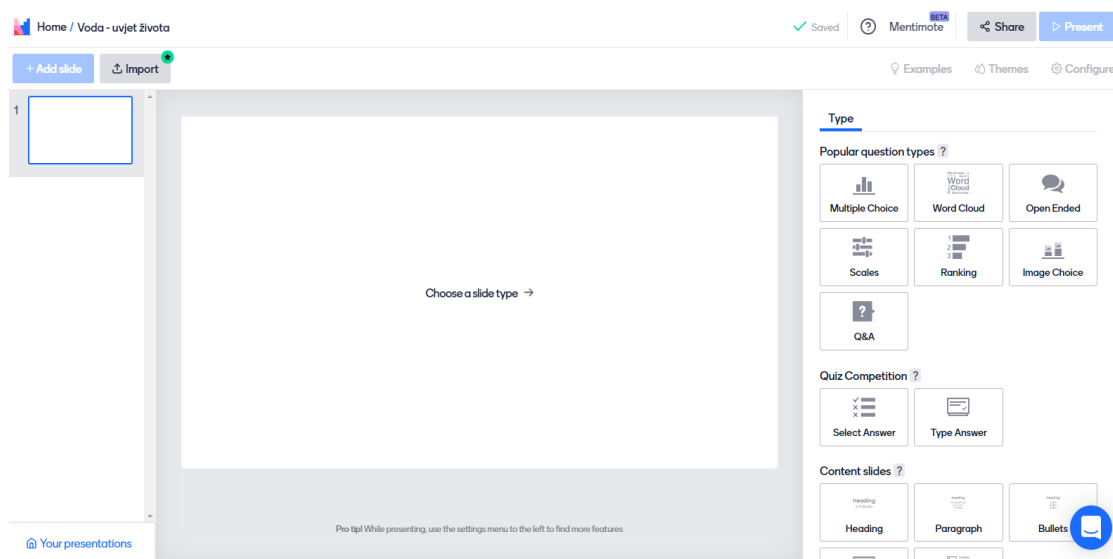 Home / Voda - uvjet života
Saved
?
Mentimote
BETA
Share
Present
+ Add slide
Import
Examples
Themes
Configure
1
Choose a slide type →
Pro tip! While presenting, use the settings menu to the left to find more features
Your presentations
Type
Popular question types ?
Multiple Choice
Word Cloud
Open Ended
Scales
Ranking
Image Choice
Q&A
Quiz Competition ?
Select Answer
Type Answer
Content slides ?
Heading
Paragraph
Bullets